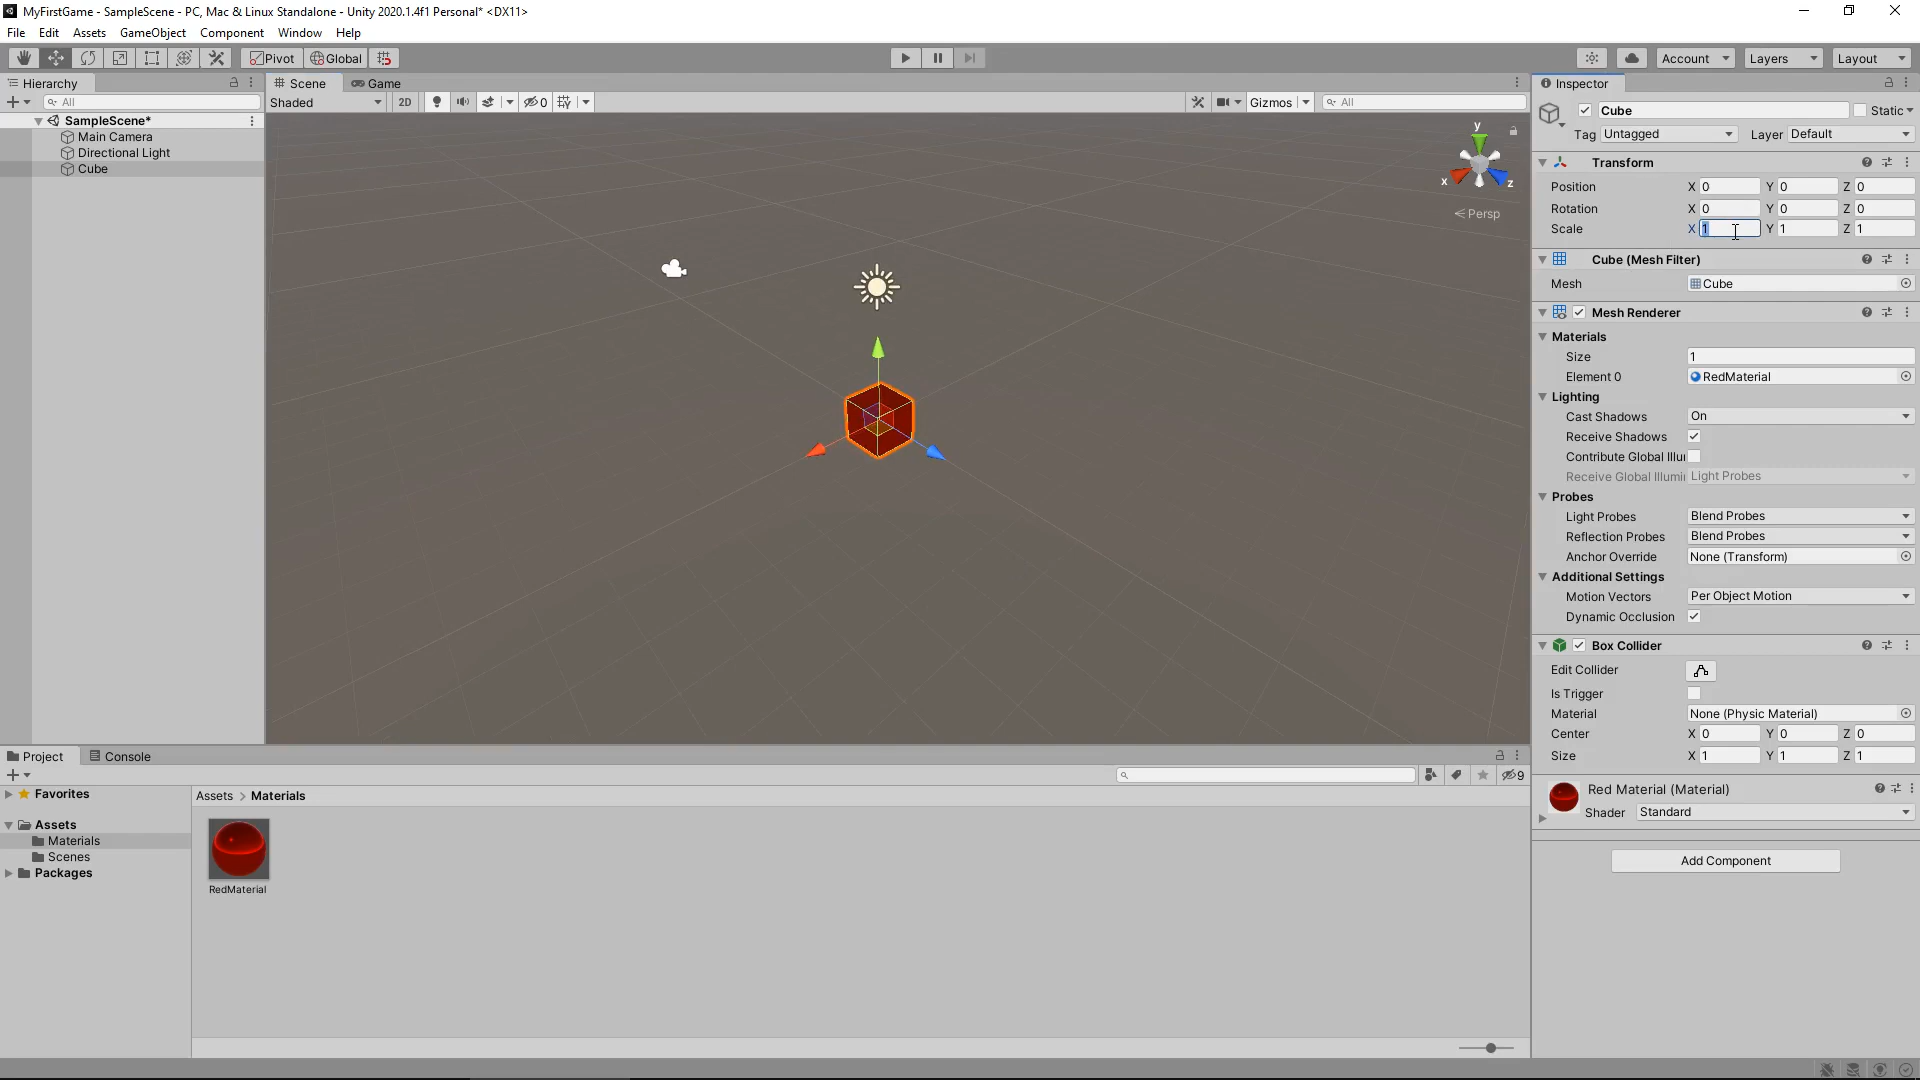 MyFirstGame - SampleScene - PC, Mac & Linux Standalone - Unity 2020.1.4f1 Personal* <DX11>
File Edit Assets GameObject Component Window Help
Pivot Global Account Layers Layout
Hierarchy Scene Game Inspector
All Shaded 2D 0 Gizmos All
SampleScene*
Main Camera
Directional Light
Cube
y
x z
Persp
Cube Static
Tag Untagged Layer Default
Transform
Position X 0 Y 0 Z 0
Rotation X 0 Y 0 Z 0
Scale X 1 Y 1 Z 1
Cube (Mesh Filter)
Mesh Cube
Mesh Renderer
Materials
Size 1
Element 0 RedMaterial
Lighting
Cast Shadows On
Receive Shadows
Contribute Global Illu
Receive Global Illumi Light Probes
Probes
Light Probes Blend Probes
Reflection Probes Blend Probes
Anchor Override None (Transform)
Additional Settings
Motion Vectors Per Object Motion
Dynamic Occlusion
Box Collider
Edit Collider
Is Trigger
Material None (Physic Material)
Center X 0 Y 0 Z 0
Size X 1 Y 1 Z 1
Red Material (Material)
Shader Standard
Add Component
Project Console
9
Favorites
Assets
Materials
Scenes
Packages
Assets > Materials
RedMaterial